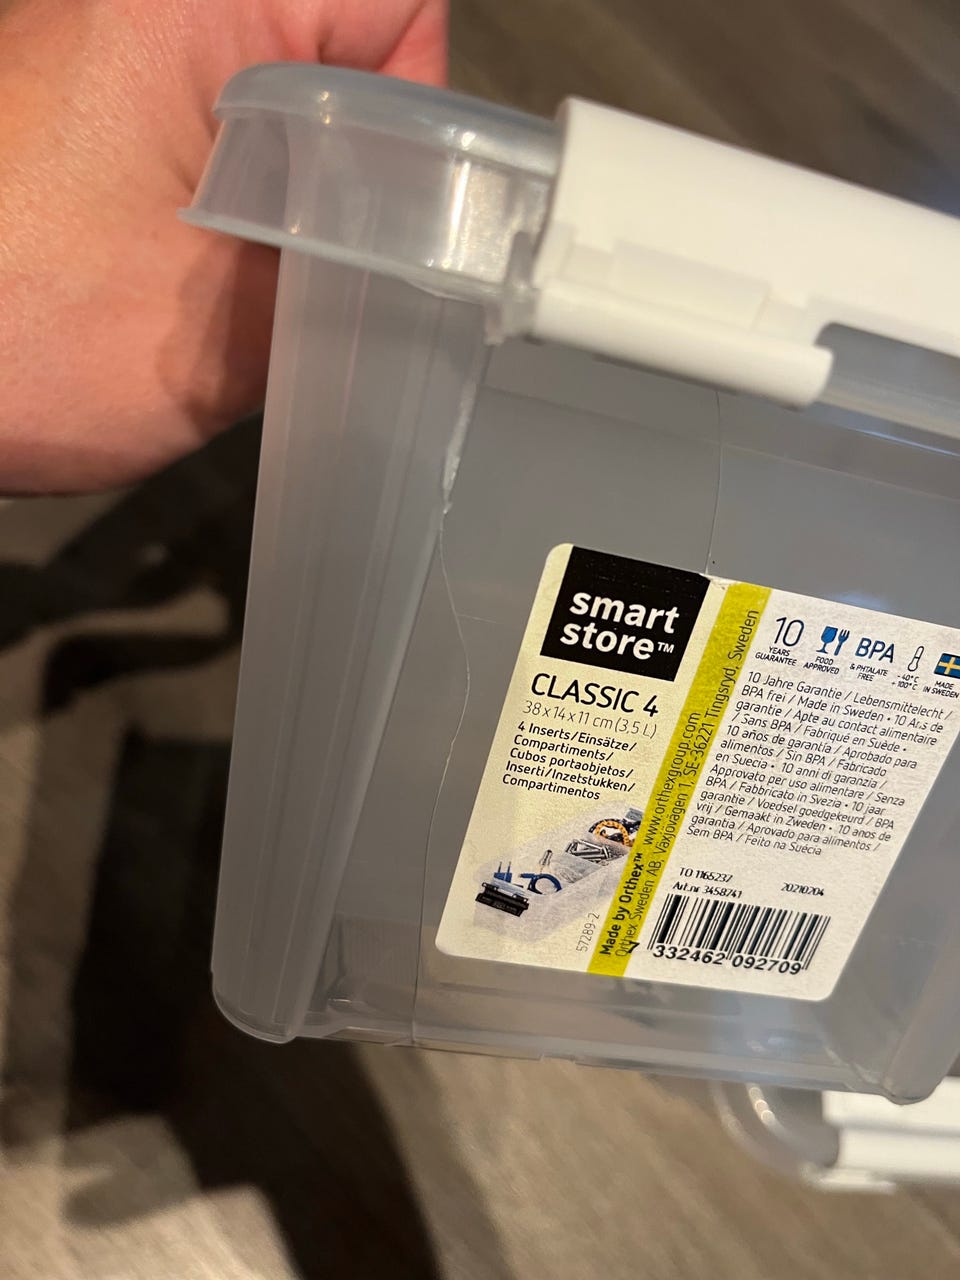 smart
store™
CLASSIC 4
38 x 14 x 11 cm (3,5 L)
4 Inserts/Einsätze/
Compartiments/
Cubos portaobjetos/
Inserti/Inzetstukken/
Compartimentos
57289-2
Made by Orthex™ www.orthexgroup.com
Orthex Sweden AB, Växjövägen 1, SE-36221 Tingsryd, Sweden
10
YEARS
GUARANTEE
FOOD
APPROVED
BPA
& PHTALATE
FREE
-40°C
+100°C
MADE
IN SWEDEN
10 Jahre Garantie / Lebensmittelecht /
BPA frei / Made in Sweden • 10 Ans de
garantie / Apte au contact alimentaire
/ Sans BPA / Fabriqué en Suède •
10 años de garantía / Aprobado para
alimentos / Sin BPA / Fabricado
en Suecia • 10 anni di garanzia /
Approvato per uso alimentare / Senza
BPA / Fabbricato in Svezia • 10 jaar
garantie / Voedsel goedgekeurd / BPA
vrij / Gemaakt in Zweden • 10 anos de
garantia / Aprovado para alimentos /
Sem BPA / Feito na Suécia
TO 1165237 20210204
Art.nr 3458741
7 332462 092709